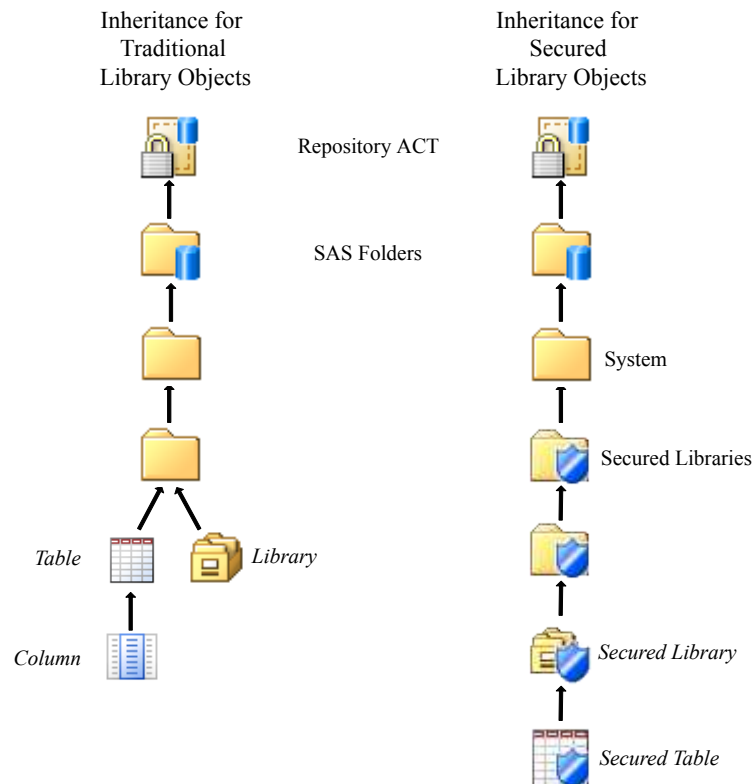 Inheritance for
Traditional
Library Objects
Inheritance for
Secured
Library Objects
Repository ACT
SAS Folders
System
Secured Libraries
Table
Library
Column
Secured Library
Secured Table